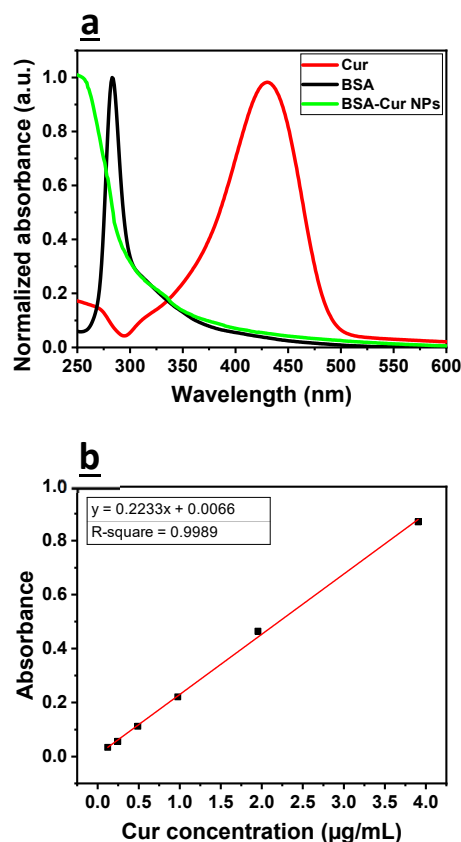 a
Normalized absorbance (a.u.)
1.0
0.8
0.6
0.4
0.2
0.0
Cur
BSA
BSA-Cur NPs
250 300 350 400 450 500 550 600
Wavelength (nm)
b
Absorbance
1.0
0.8
0.6
0.4
0.2
0.0
y = 0.2233x + 0.0066
R-square = 0.9989
0.0 0.5 1.0 1.5 2.0 2.5 3.0 3.5 4.0
Cur concentration (µg/mL)